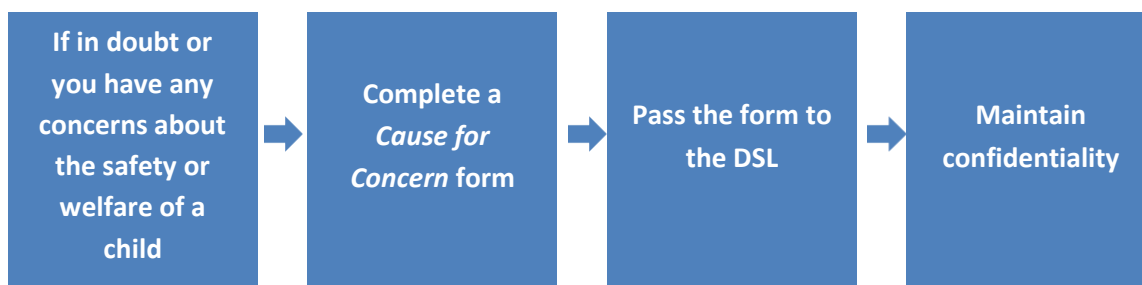 If in doubt or
you have any
concerns about
the safety or
welfare of a
child
Complete a
Cause for
Concern form
Pass the form to
the DSL
Maintain
confidentiality